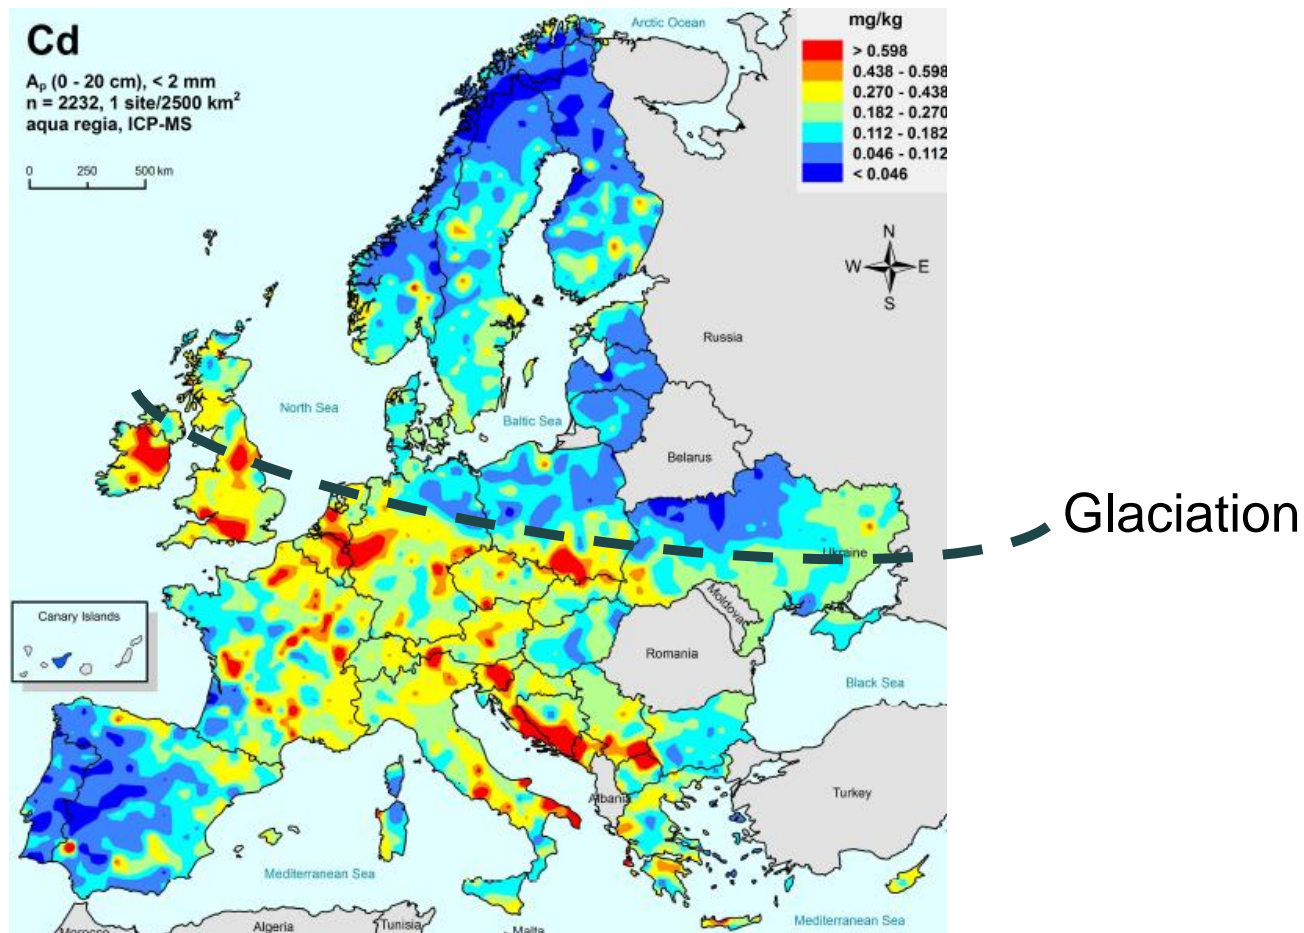 Cd
Aₚ (0 - 20 cm), < 2 mm
n = 2232, 1 site/2500 km²
aqua regia, ICP-MS
0 250 500 km
mg/kg
> 0.598
0.438 - 0.598
0.270 - 0.438
0.182 - 0.270
0.112 - 0.182
0.046 - 0.112
< 0.046
Arctic Ocean
N
W E
S
Russia
North Sea
Baltic Sea
Belarus
Glaciation
Ukraine
Moldova
Canary Islands
Romania
Black Sea
Albania
Turkey
Mediterranean Sea
Mediterranean Sea
Morocco
Algeria
Tunisia
Malta